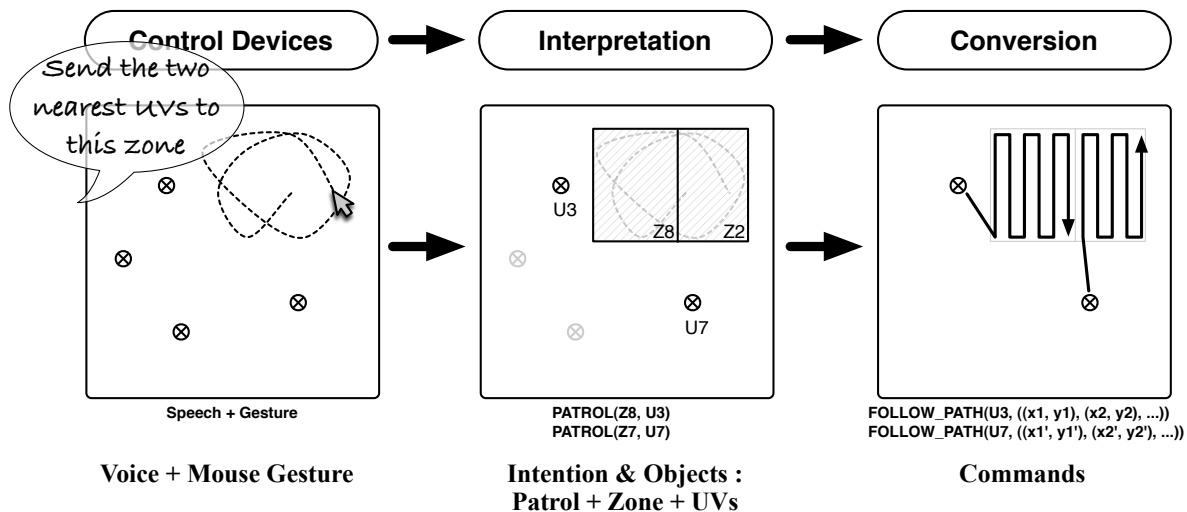 Control Devices
Interpretation
Conversion
Send the two
nearest UVs to
this zone
U3
Z8
Z2
U7
Speech + Gesture
PATROL(Z8, U3)
PATROL(Z7, U7)
FOLLOW_PATH(U3, ((x1, y1), (x2, y2), ...))
FOLLOW_PATH(U7, ((x1', y1'), (x2', y2'), ...))
Voice + Mouse Gesture
Intention & Objects :
Patrol + Zone + UVs
Commands